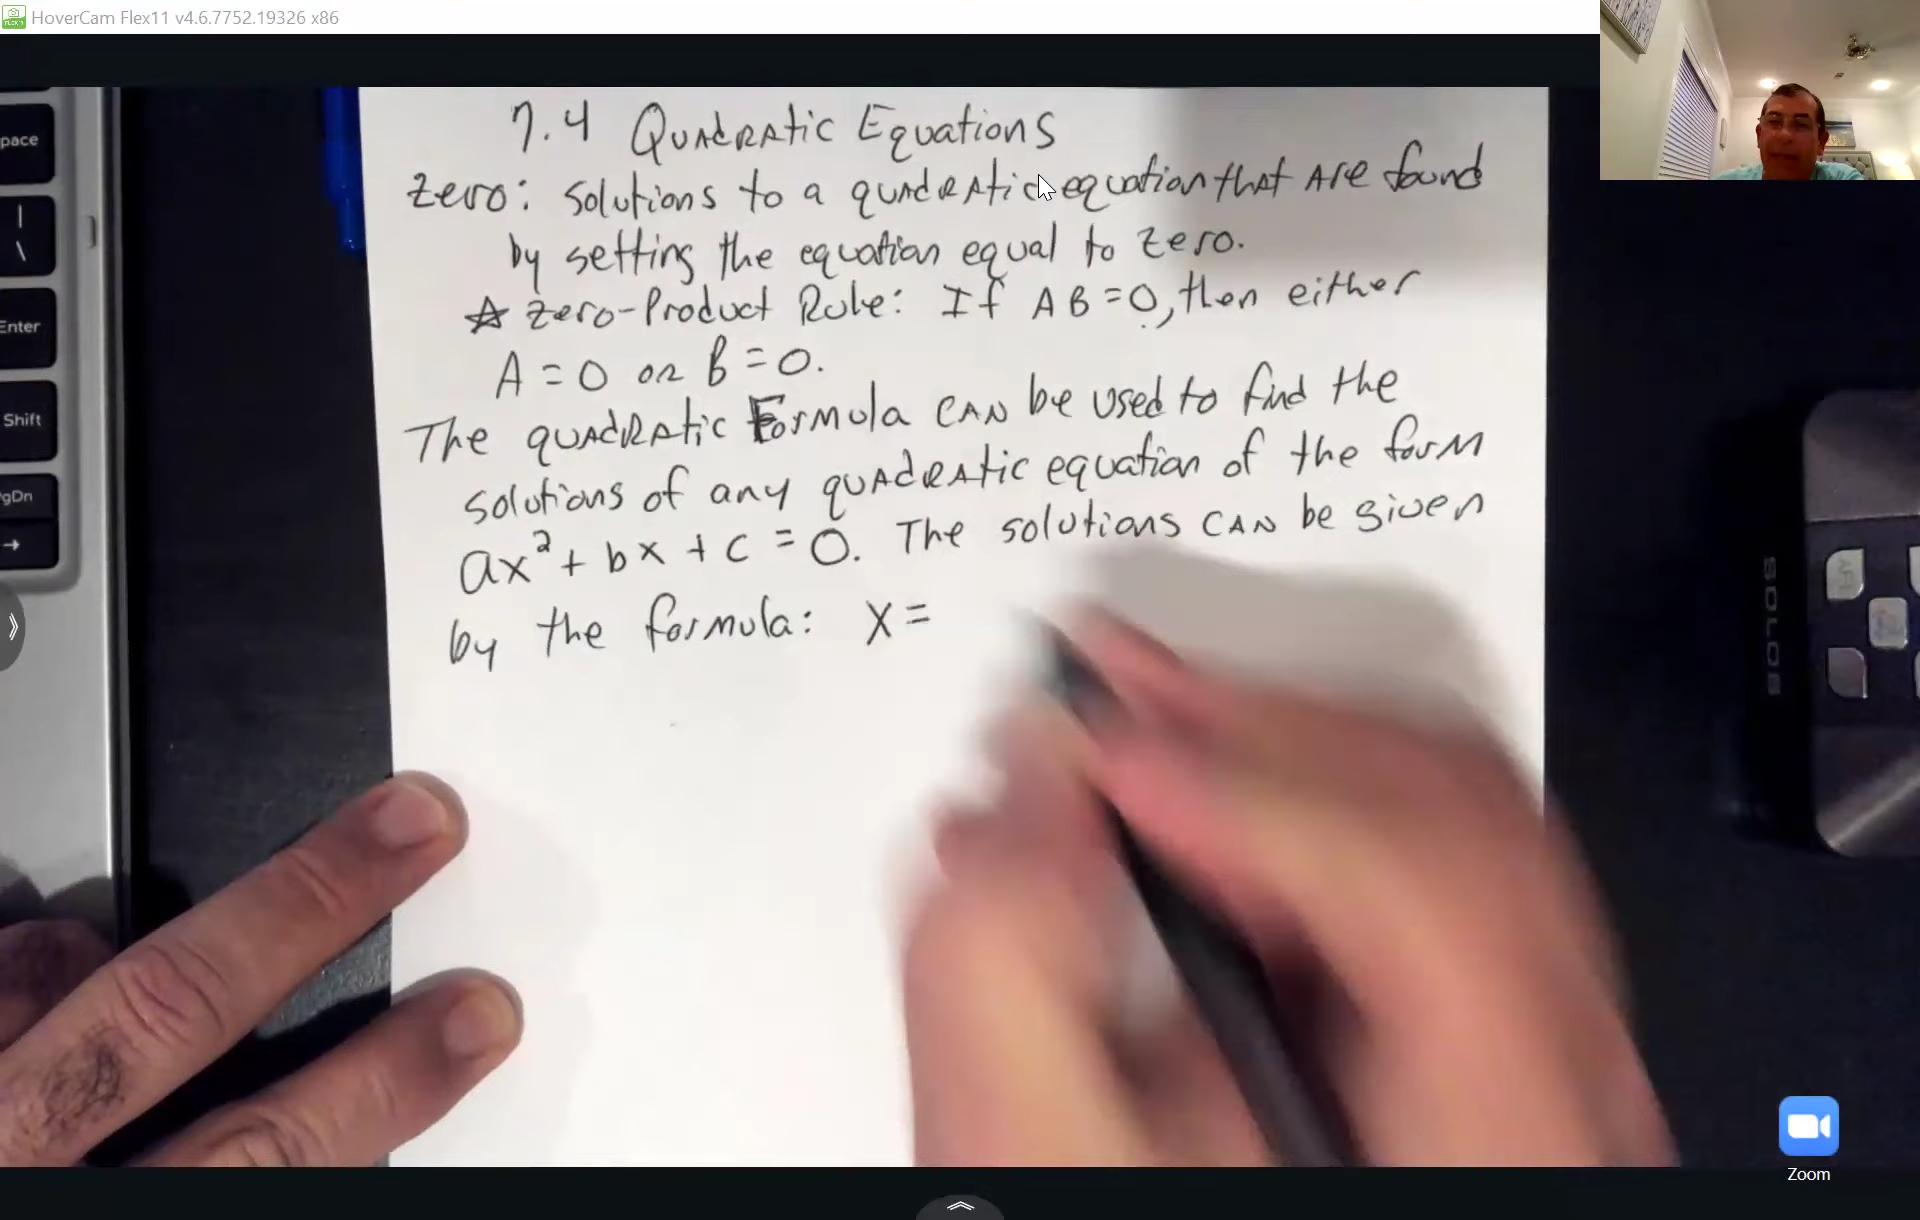 HoverCam Flex11 v4.6.7752.19326 x86
7.4 Quadratic Equations
Zero: solutions to a quadratic equation that are found
by setting the equation equal to zero.
☆ Zero-Product Rule: If AB=0, then either
A=0 or B=0.
The quadratic Formula can be used to find the
solutions of any quadratic equation of the form
ax²+bx+c=0. The solutions can be given
by the formula: x=
pace
|
\
Enter
Shift
gDn
→
SOLOS
Zoom